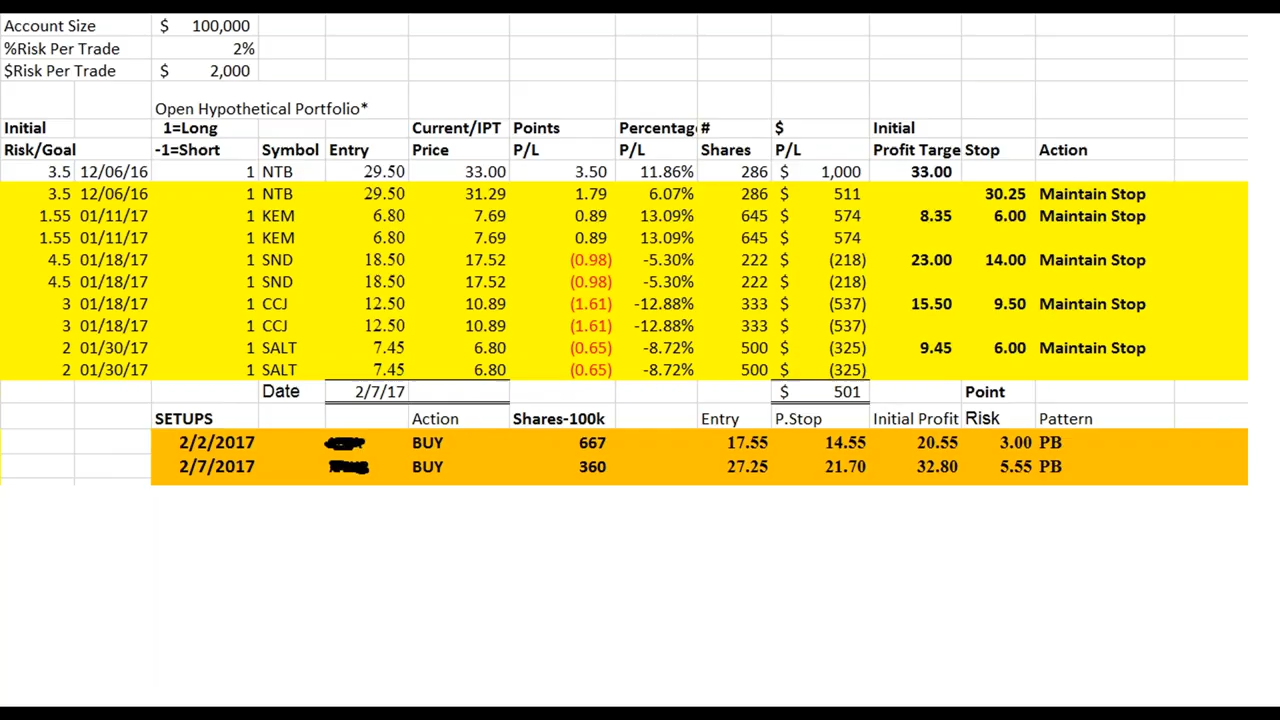 Account Size $ 100,000
%Risk Per Trade 2%
$Risk Per Trade $ 2,000
Open Hypothetical Portfolio*
Initial 1=Long Current/IPT Points Percentag # $ Initial
Risk/Goal -1=Short Symbol Entry Price P/L P/L Shares P/L Profit Targe Stop Action
3.5 12/06/16 1 NTB 29.50 33.00 3.50 11.86% 286 $ 1,000 33.00
3.5 12/06/16 1 NTB 29.50 31.29 1.79 6.07% 286 $ 511 30.25 Maintain Stop
1.55 01/11/17 1 KEM 6.80 7.69 0.89 13.09% 645 $ 574 8.35 6.00 Maintain Stop
1.55 01/11/17 1 KEM 6.80 7.69 0.89 13.09% 645 $ 574
4.5 01/18/17 1 SND 18.50 17.52 (0.98) -5.30% 222 $ (218) 23.00 14.00 Maintain Stop
4.5 01/18/17 1 SND 18.50 17.52 (0.98) -5.30% 222 $ (218)
3 01/18/17 1 CCJ 12.50 10.89 (1.61) -12.88% 333 $ (537) 15.50 9.50 Maintain Stop
3 01/18/17 1 CCJ 12.50 10.89 (1.61) -12.88% 333 $ (537)
2 01/30/17 1 SALT 7.45 6.80 (0.65) -8.72% 500 $ (325) 9.45 6.00 Maintain Stop
2 01/30/17 1 SALT 7.45 6.80 (0.65) -8.72% 500 $ (325)
Date 2/7/17 $ 501 Point
SETUPS Action Shares-100k Entry P.Stop Initial Profit Risk Pattern
2/2/2017 BUY 667 17.55 14.55 20.55 3.00 PB
2/7/2017 BUY 360 27.25 21.70 32.80 5.55 PB